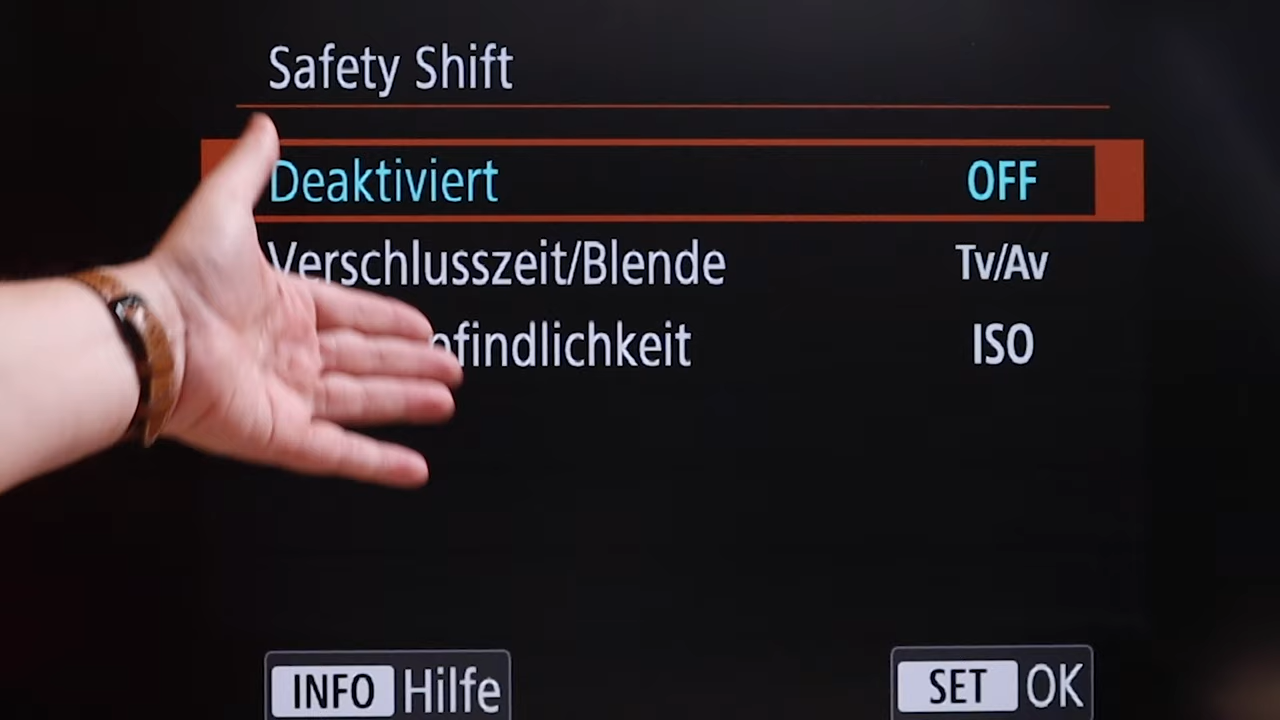 Safety Shift
Deaktiviert OFF
Verschlusszeit/Blende Tv/Av
ISO
INFO Hilfe SET OK